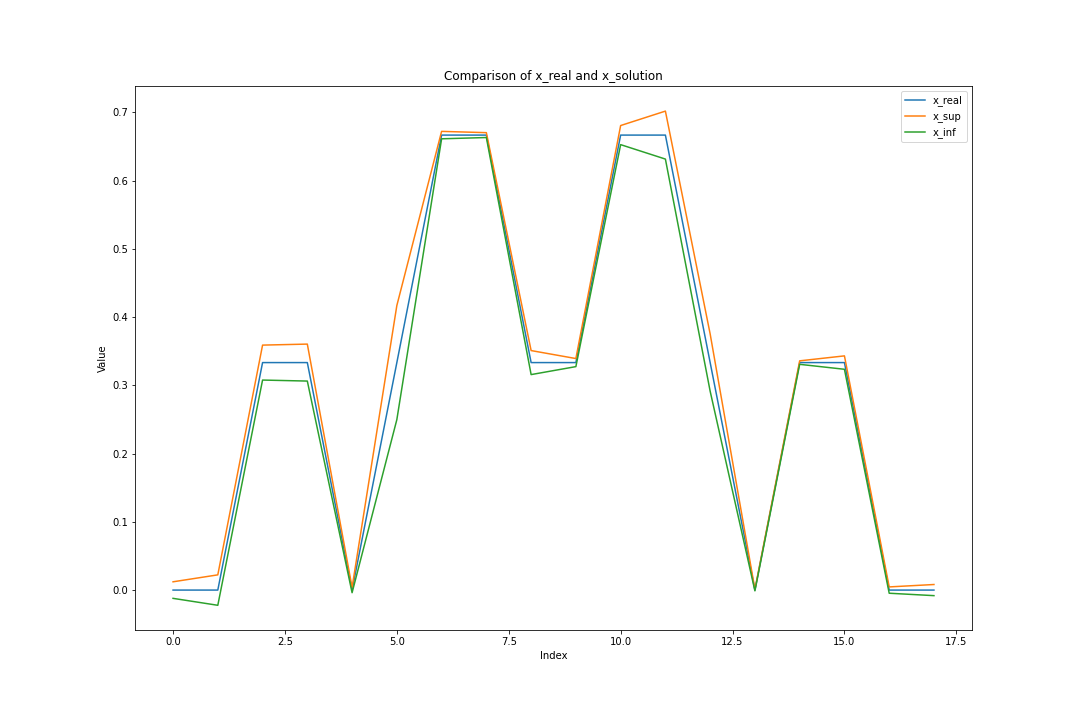 Comparison of x_real and x_solution
x_real
x_sup
x_inf
0.7
0.6
0.5
0.4
0.3
0.2
0.1
0.0
Value
0.0 2.5 5.0 7.5 10.0 12.5 15.0 17.5
Index